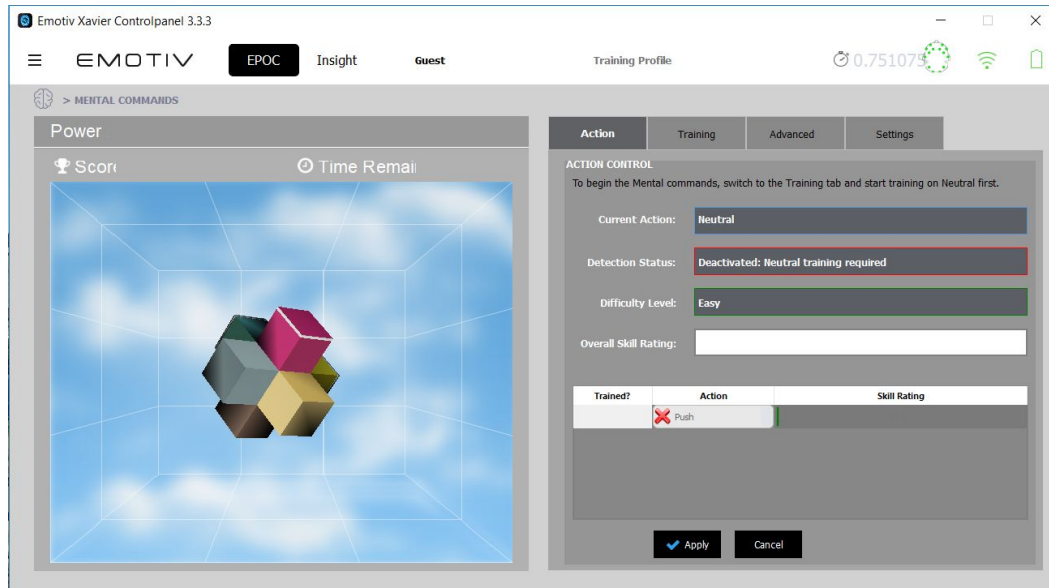 Emotiv Xavier Controlpanel 3.3.3
EMOTIV EPOC Insight Guest Training Profile 0.751075
> MENTAL COMMANDS
Power
Score Time Remai
Action Training Advanced Settings
ACTION CONTROL
To begin the Mental commands, switch to the Training tab and start training on Neutral first.
Current Action: Neutral
Detection Status: Deactivated: Neutral training required
Difficulty Level: Easy
Overall Skill Rating:
Trained? Action Skill Rating
Push
Apply Cancel